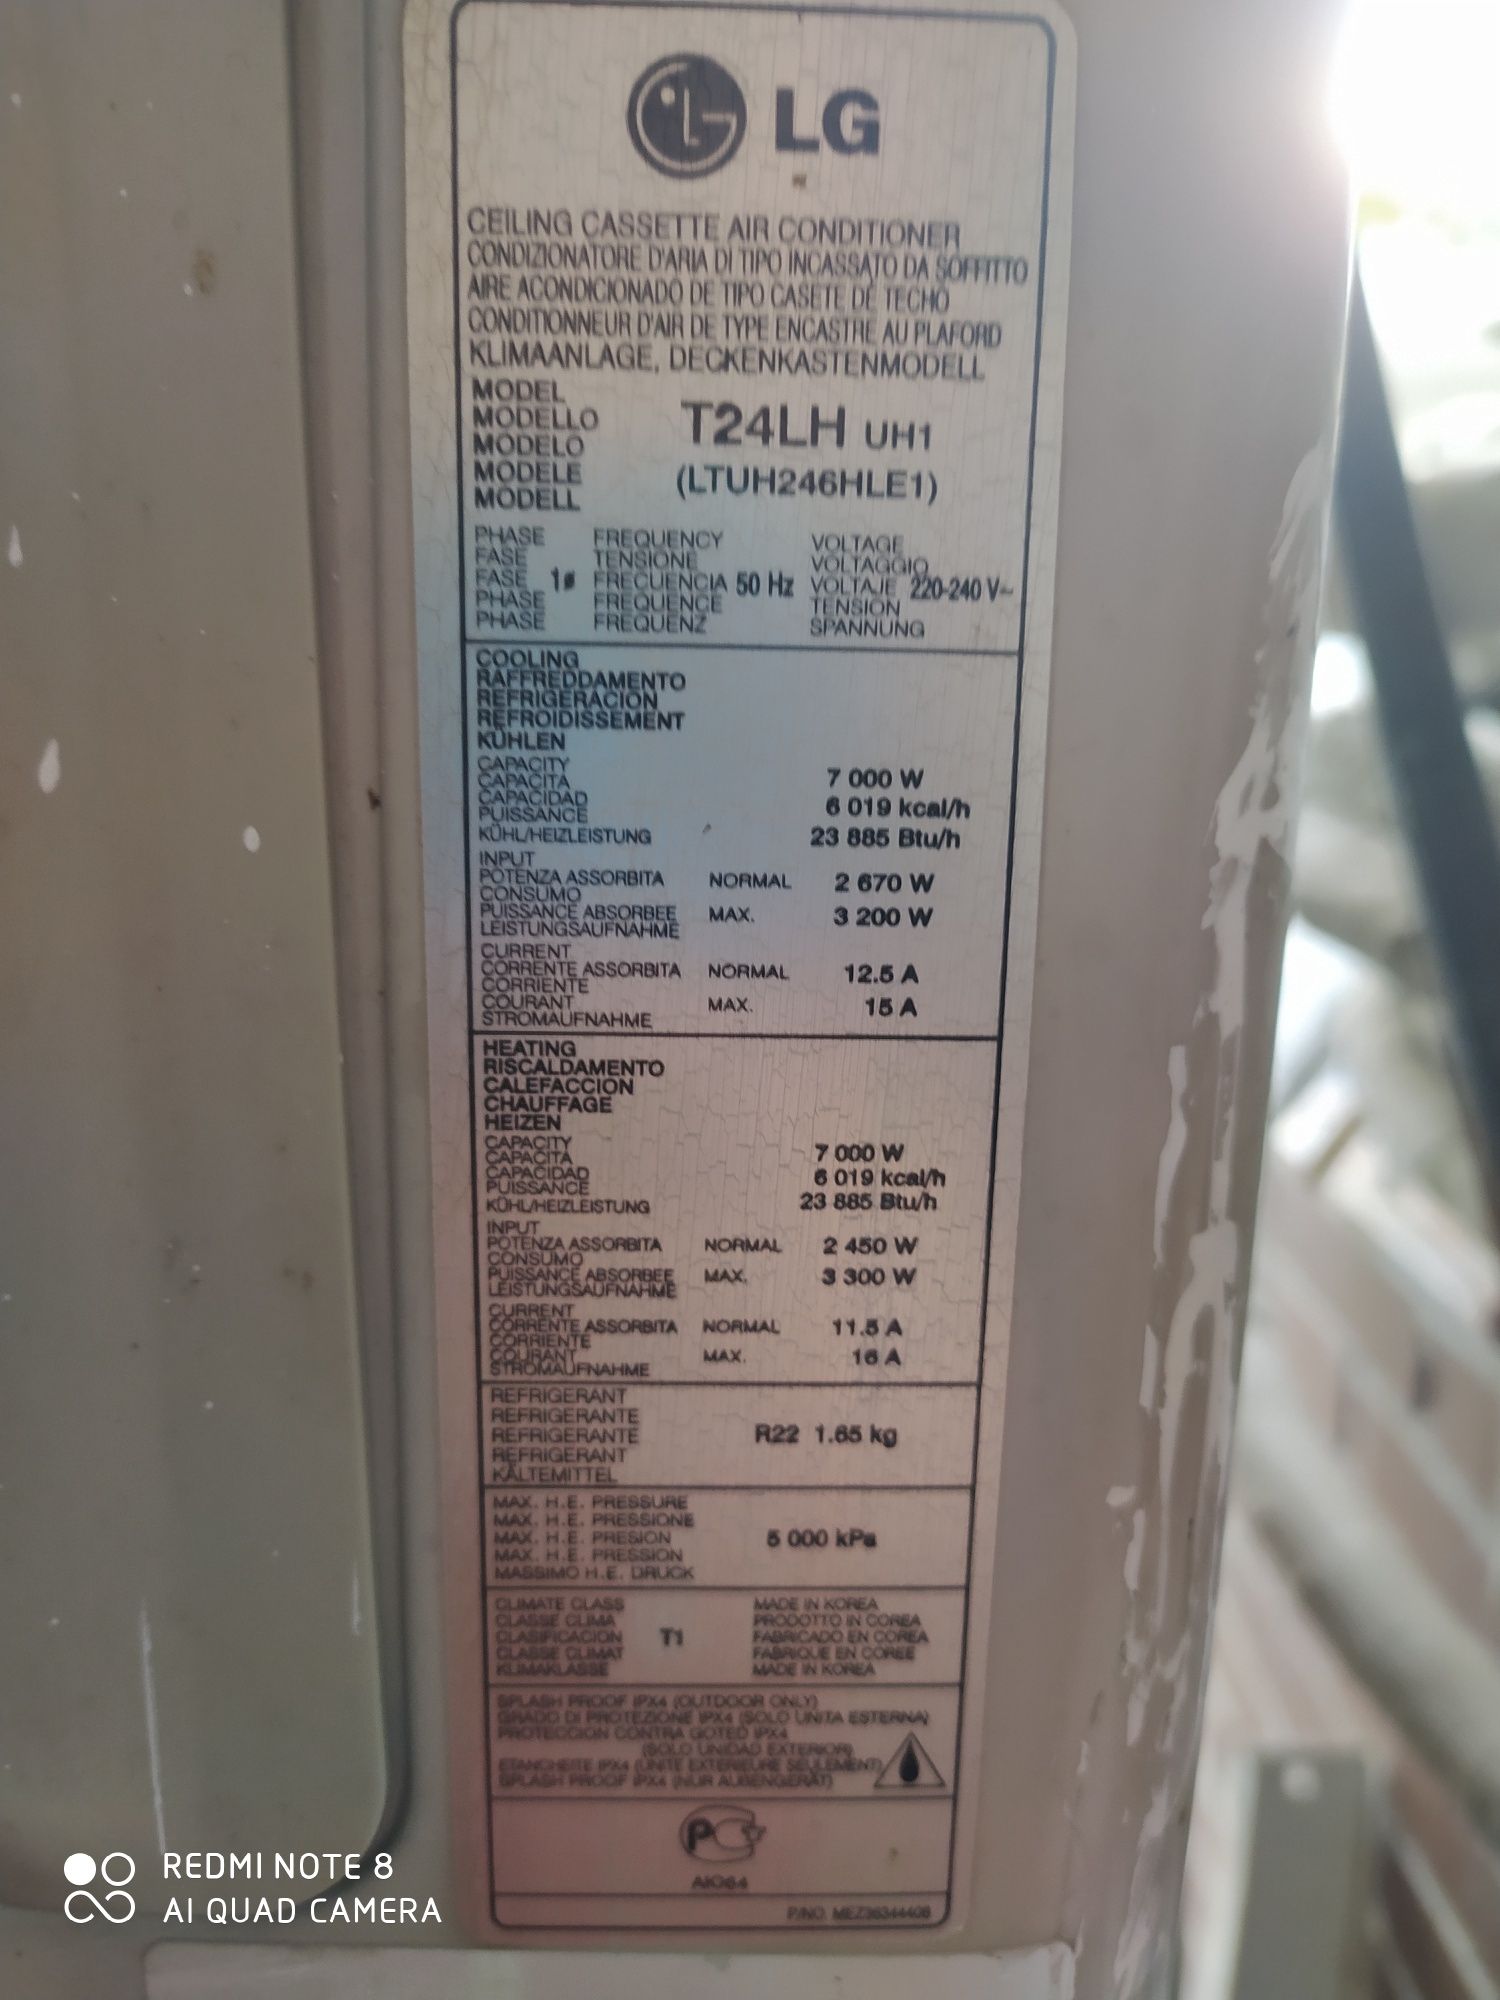 LG
CEILING CASSETTE AIR CONDITIONER
CONDIZIONATORE D'ARIA DI TIPO INCASSATO DA SOFFITTO
AIRE ACONDICIONADO DE TIPO CASETE DE TECHO
CONDITIONNEUR D'AIR DE TYPE ENCASTRE AU PLAFORD
KLIMAANLAGE, DECKENKASTENMODELL
MODEL
MODELLO
MODELO
MODELE
MODELL
T24LH UH1
(LTUH246HLE1)
PHASE
FASE
FASE
PHASE
PHASE
1ø
FREQUENCY
TENSIONE
FRECUENCIA
FREQUENCE
FREQUENZ
50 Hz
VOLTAGE
VOLTAGGIO
VOLTAJE
TENSION
SPANNUNG
220-240 V~
COOLING
RAFFREDDAMENTO
REFRIGERACION
REFROIDISSEMENT
KÜHLEN
CAPACITY
CAPACITA
CAPACIDAD
PUISSANCE
KÜHL/HEIZLEISTUNG
7 000 W
6 019 kcal/h
23 885 Btu/h
INPUT
POTENZA ASSORBITA
CONSUMO
PUISSANCE ABSORBEE
LEISTUNGSAUFNAHME
NORMAL 2 670 W
MAX. 3 200 W
CURRENT
CORRENTE ASSORBITA
CORRIENTE
COURANT
STROMAUFNAHME
NORMAL 12.5 A
MAX. 15 A
HEATING
RISCALDAMENTO
CALEFACCION
CHAUFFAGE
HEIZEN
CAPACITY
CAPACITA
CAPACIDAD
PUISSANCE
KÜHL/HEIZLEISTUNG
7 000 W
6 019 kcal/h
23 885 Btu/h
INPUT
POTENZA ASSORBITA
CONSUMO
PUISSANCE ABSORBEE
LEISTUNGSAUFNAHME
NORMAL 2 450 W
MAX. 3 300 W
CURRENT
CORRENTE ASSORBITA
CORRIENTE
COURANT
STROMAUFNAHME
NORMAL 11.5 A
MAX. 16 A
REFRIGERANT
REFRIGERANTE
REFRIGERANTE
REFRIGERANT
KÄLTEMITTEL
R22 1.65 kg
MAX. H.E. PRESSURE
MAX. H.E. PRESSIONE
MAX. H.E. PRESION
MAX. H.E. PRESSION
MASSIMO H.E. DRUCK
5 000 kPa
CLIMATE CLASS
CLASSE CLIMA
CLASIFICACION
CLASSE CLIMAT
KLIMAKLASSE
T1
MADE IN KOREA
PRODOTTO IN COREA
FABRICADO EN COREA
FABRIQUE EN COREE
MADE IN KOREA
SPLASH PROOF IPX4 (OUTDOOR ONLY)
GRADO DI PROTEZIONE IPX4 (SOLO UNITA ESTERNA)
PROTECCION CONTRA GOTED IPX4
(SOLO UNIDAD EXTERIOR)
ETANCHEITE IPX4 (UNITE EXTERIEURE SEULEMENT)
SPLASH PROOF IPX4 (NUR AUBENGERAT)
PCT
P/NO. MEZ36344408
REDMI NOTE 8
AI QUAD CAMERA